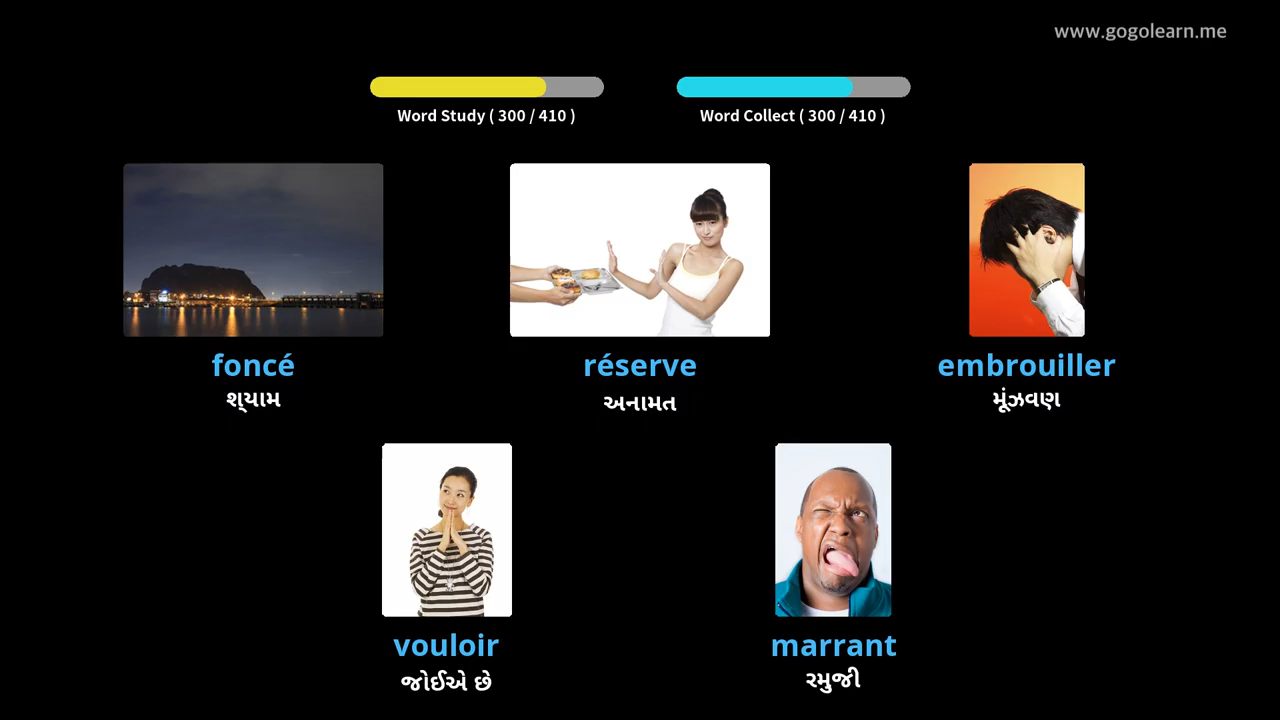 www.gogolearn.me
Word Study ( 300 / 410 )
Word Collect ( 300 / 410 )
foncé
શ્યામ
réserve
અનામત
embrouiller
મૂંઝવણ
vouloir
જોઈએ છે
marrant
રમુજી